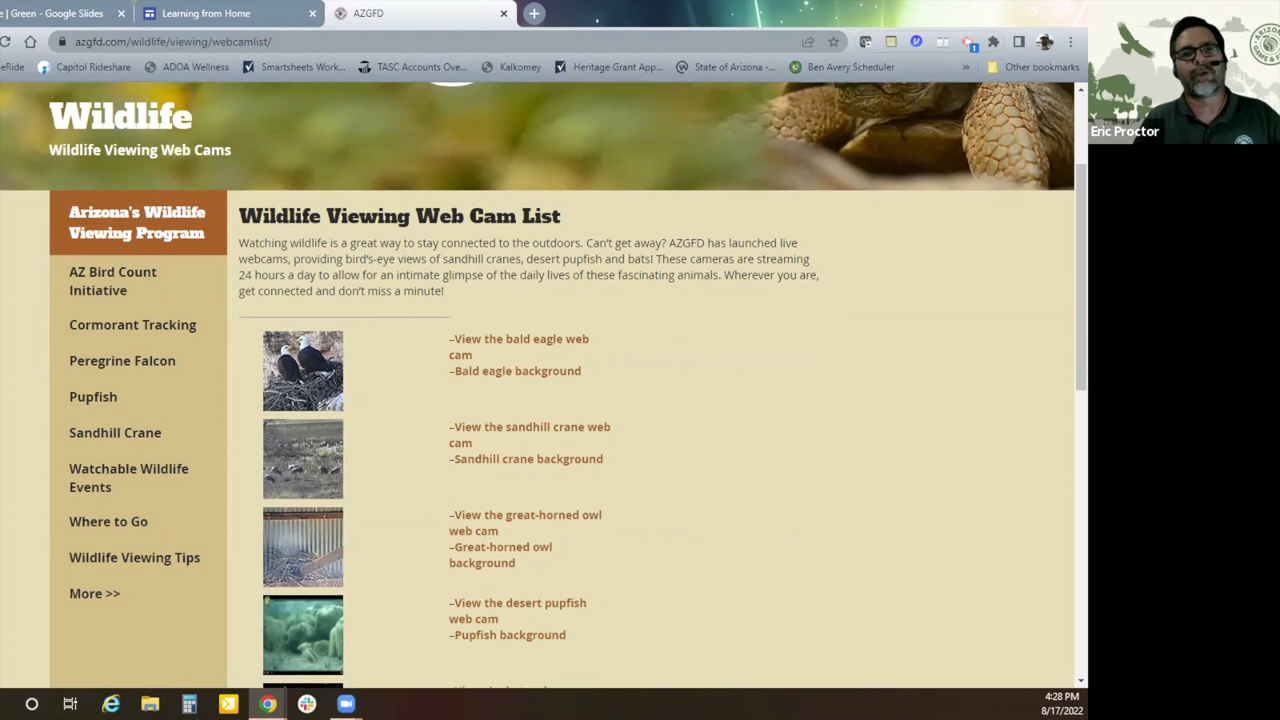 e | Green - Google Slides
Learning from Home
AZGFD
azgfd.com/wildlife/viewing/webcamlist/
1
eRide
Capitol Rideshare
ADOA Wellness
Smartsheets Work...
TASC Accounts Ove...
Kalkomey
Heritage Grant App...
State of Arizona -...
Ben Avery Scheduler
»
Other bookmarks
Eric Proctor
Wildlife
Wildlife Viewing Web Cams
Arizona's Wildlife
Viewing Program
AZ Bird Count
Initiative
Cormorant Tracking
Peregrine Falcon
Pupfish
Sandhill Crane
Watchable Wildlife
Events
Where to Go
Wildlife Viewing Tips
More >>
Wildlife Viewing Web Cam List
Watching wildlife is a great way to stay connected to the outdoors. Can't get away? AZGFD has launched live
webcams, providing bird's-eye views of sandhill cranes, desert pupfish and bats! These cameras are streaming
24 hours a day to allow for an intimate glimpse of the daily lives of these fascinating animals. Wherever you are,
get connected and don't miss a minute!
–View the bald eagle web
cam
–Bald eagle background
–View the sandhill crane web
cam
–Sandhill crane background
–View the great-horned owl
web cam
–Great-horned owl
background
–View the desert pupfish
web cam
–Pupfish background
4:28 PM
8/17/2022